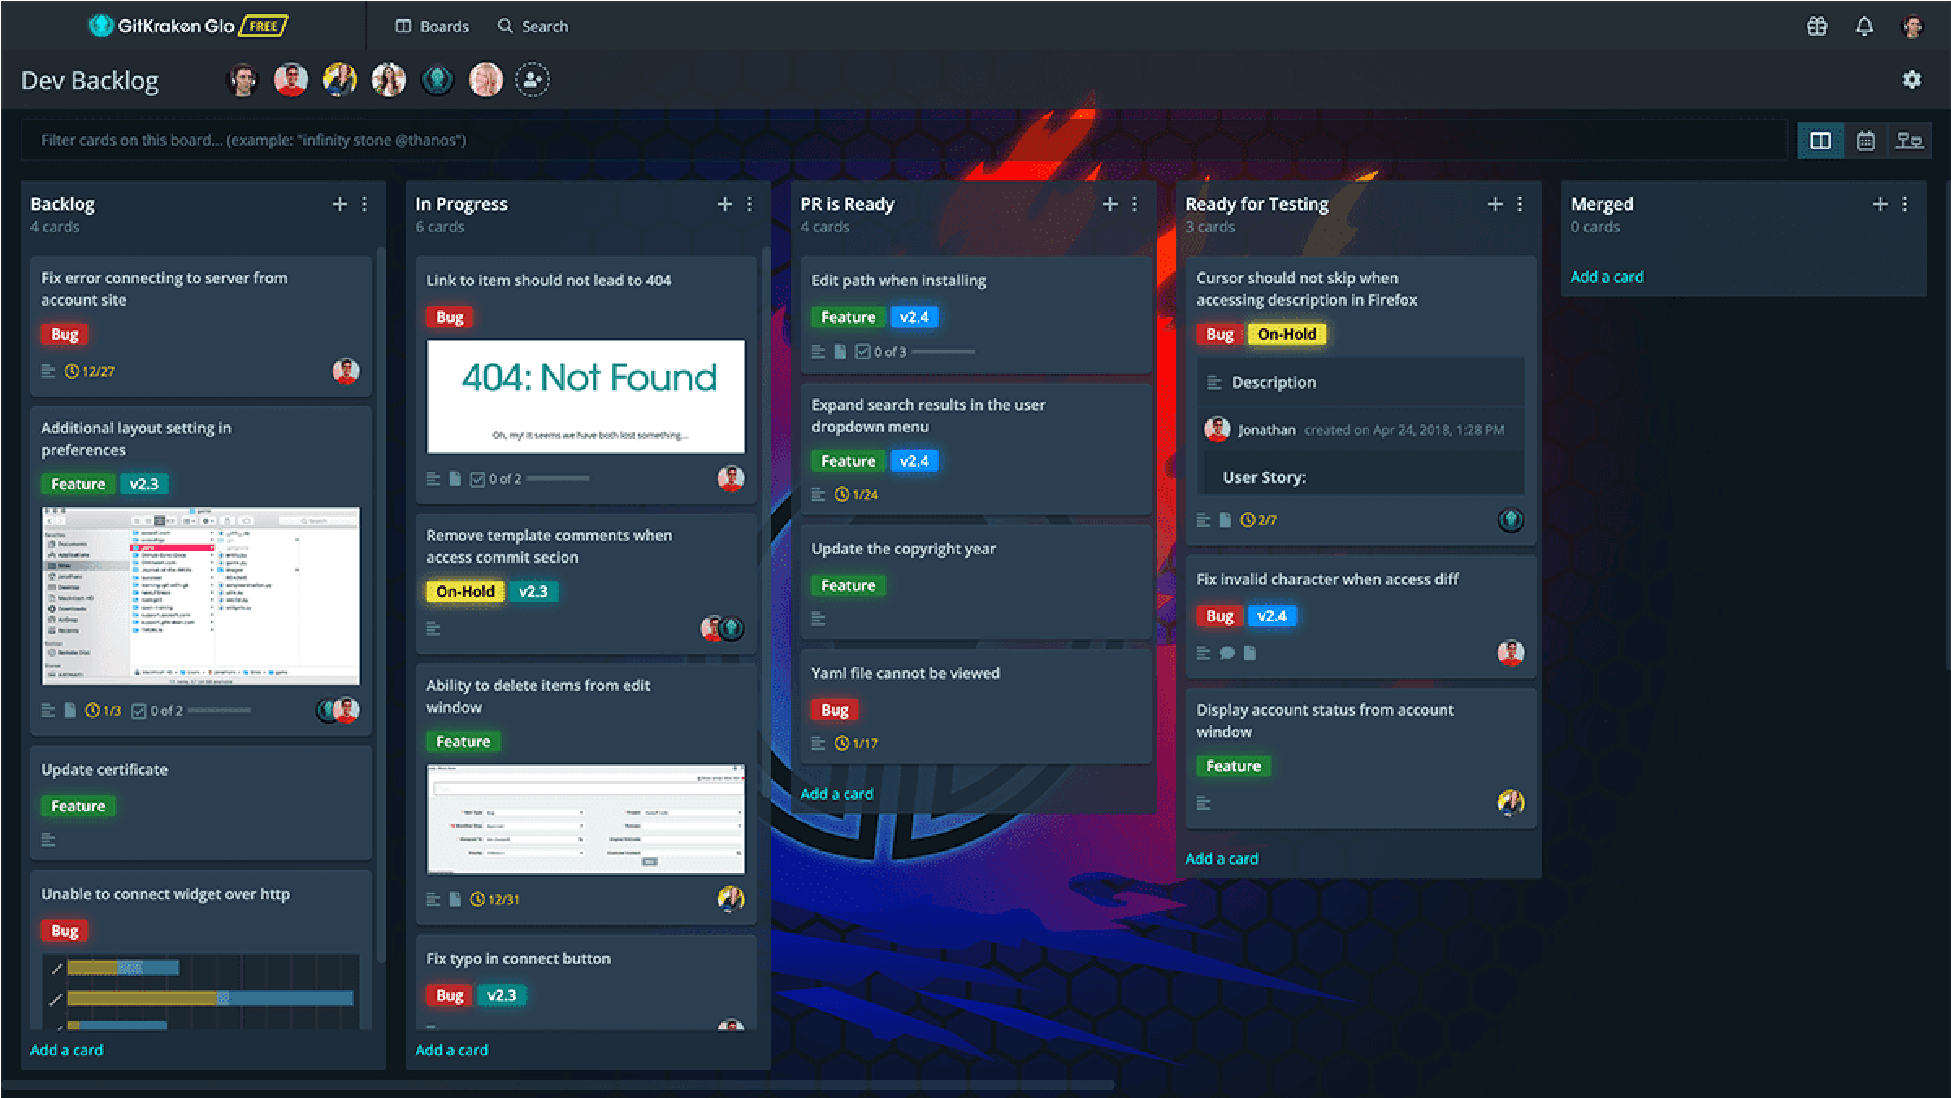 GitKraken Glo FREE
Boards
Search
Dev Backlog
Filter cards on this board... (example: "infinity stone @thanos")
Backlog
4 cards
Fix error connecting to server from
account site
Bug
12/27
Additional layout setting in
preferences
Feature v2.3
1/3 0 of 2
Update certificate
Feature
Unable to connect widget over http
Bug
Add a card
In Progress
6 cards
Link to item should not lead to 404
Bug
404: Not Found
Oh, my! It seems we have both lost something...
0 of 2
Remove template comments when
access commit secion
On-Hold v2.3
Ability to delete items from edit
window
Feature
12/31
Fix typo in connect button
Bug v2.3
Add a card
PR is Ready
4 cards
Edit path when installing
Feature v2.4
0 of 3
Expand search results in the user
dropdown menu
Feature v2.4
1/24
Update the copyright year
Feature
Yaml file cannot be viewed
Bug
1/17
Add a card
Ready for Testing
3 cards
Cursor should not skip when
accessing description in Firefox
Bug On-Hold
Description
Jonathan created on Apr 24, 2018, 1:28 PM
User Story:
2/7
Fix invalid character when access diff
Bug v2.4
Display account status from account
window
Feature
Add a card
Merged
0 cards
Add a card